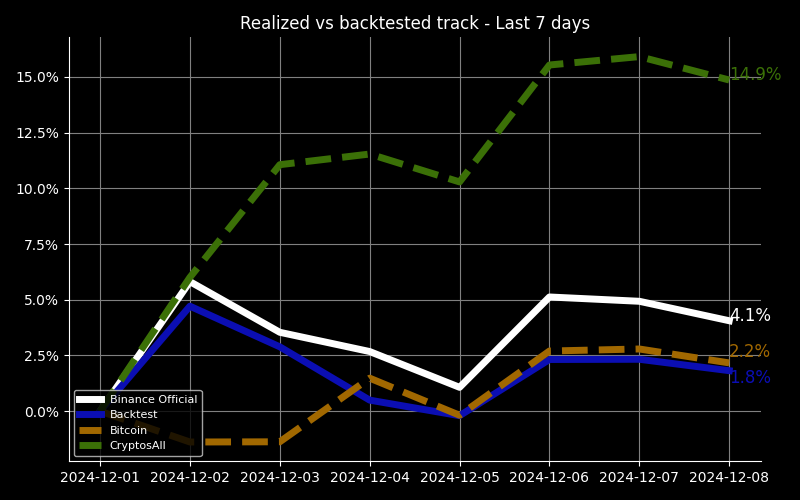 Realized vs backtested track - Last 7 days
15.0%
12.5%
10.0%
7.5%
5.0%
2.5%
0.0%
14.9%
4.1%
2.2%
1.8%
Binance Official
Backtest
Bitcoin
CryptosAll
2024-12-01 2024-12-02 2024-12-03 2024-12-04 2024-12-05 2024-12-06 2024-12-07 2024-12-08